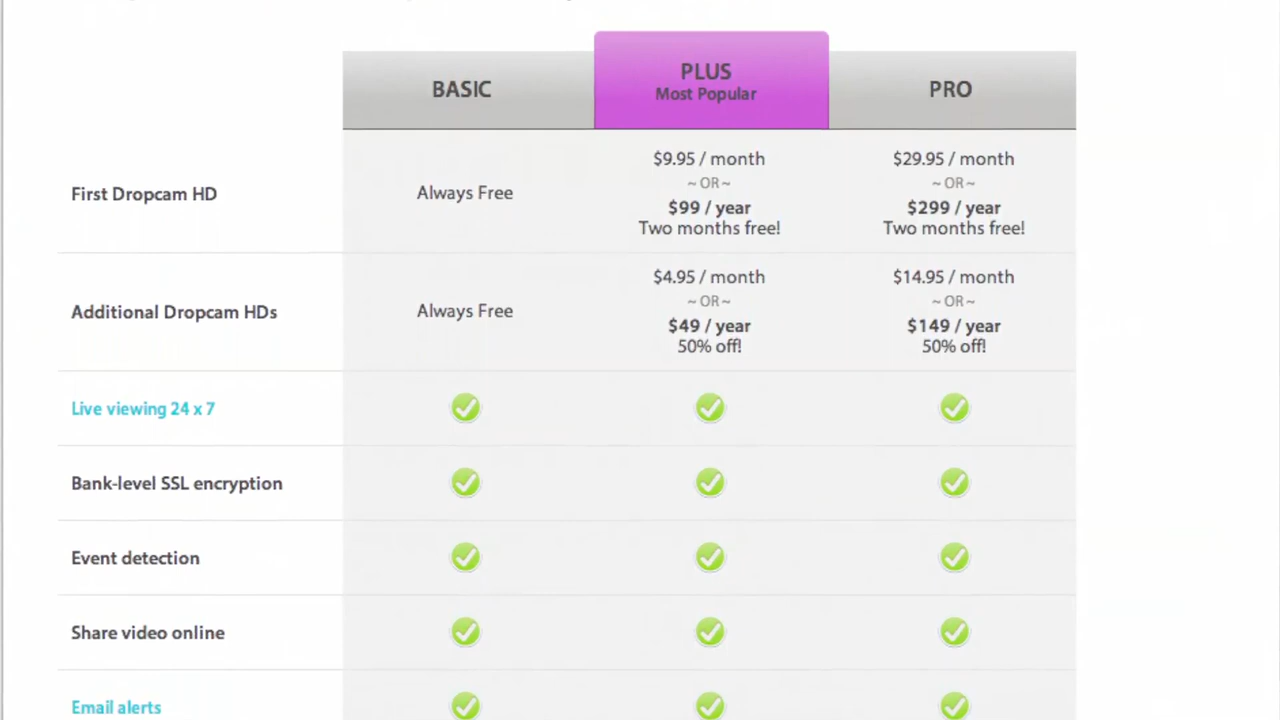 BASIC
PLUS
Most Popular
PRO
First Dropcam HD
Always Free
$9.95 / month
~ OR ~
$99 / year
Two months free!
$29.95 / month
~ OR ~
$299 / year
Two months free!
Additional Dropcam HDs
Always Free
$4.95 / month
~ OR ~
$49 / year
50% off!
$14.95 / month
~ OR ~
$149 / year
50% off!
Live viewing 24 x 7
Bank-level SSL encryption
Event detection
Share video online
Email alerts